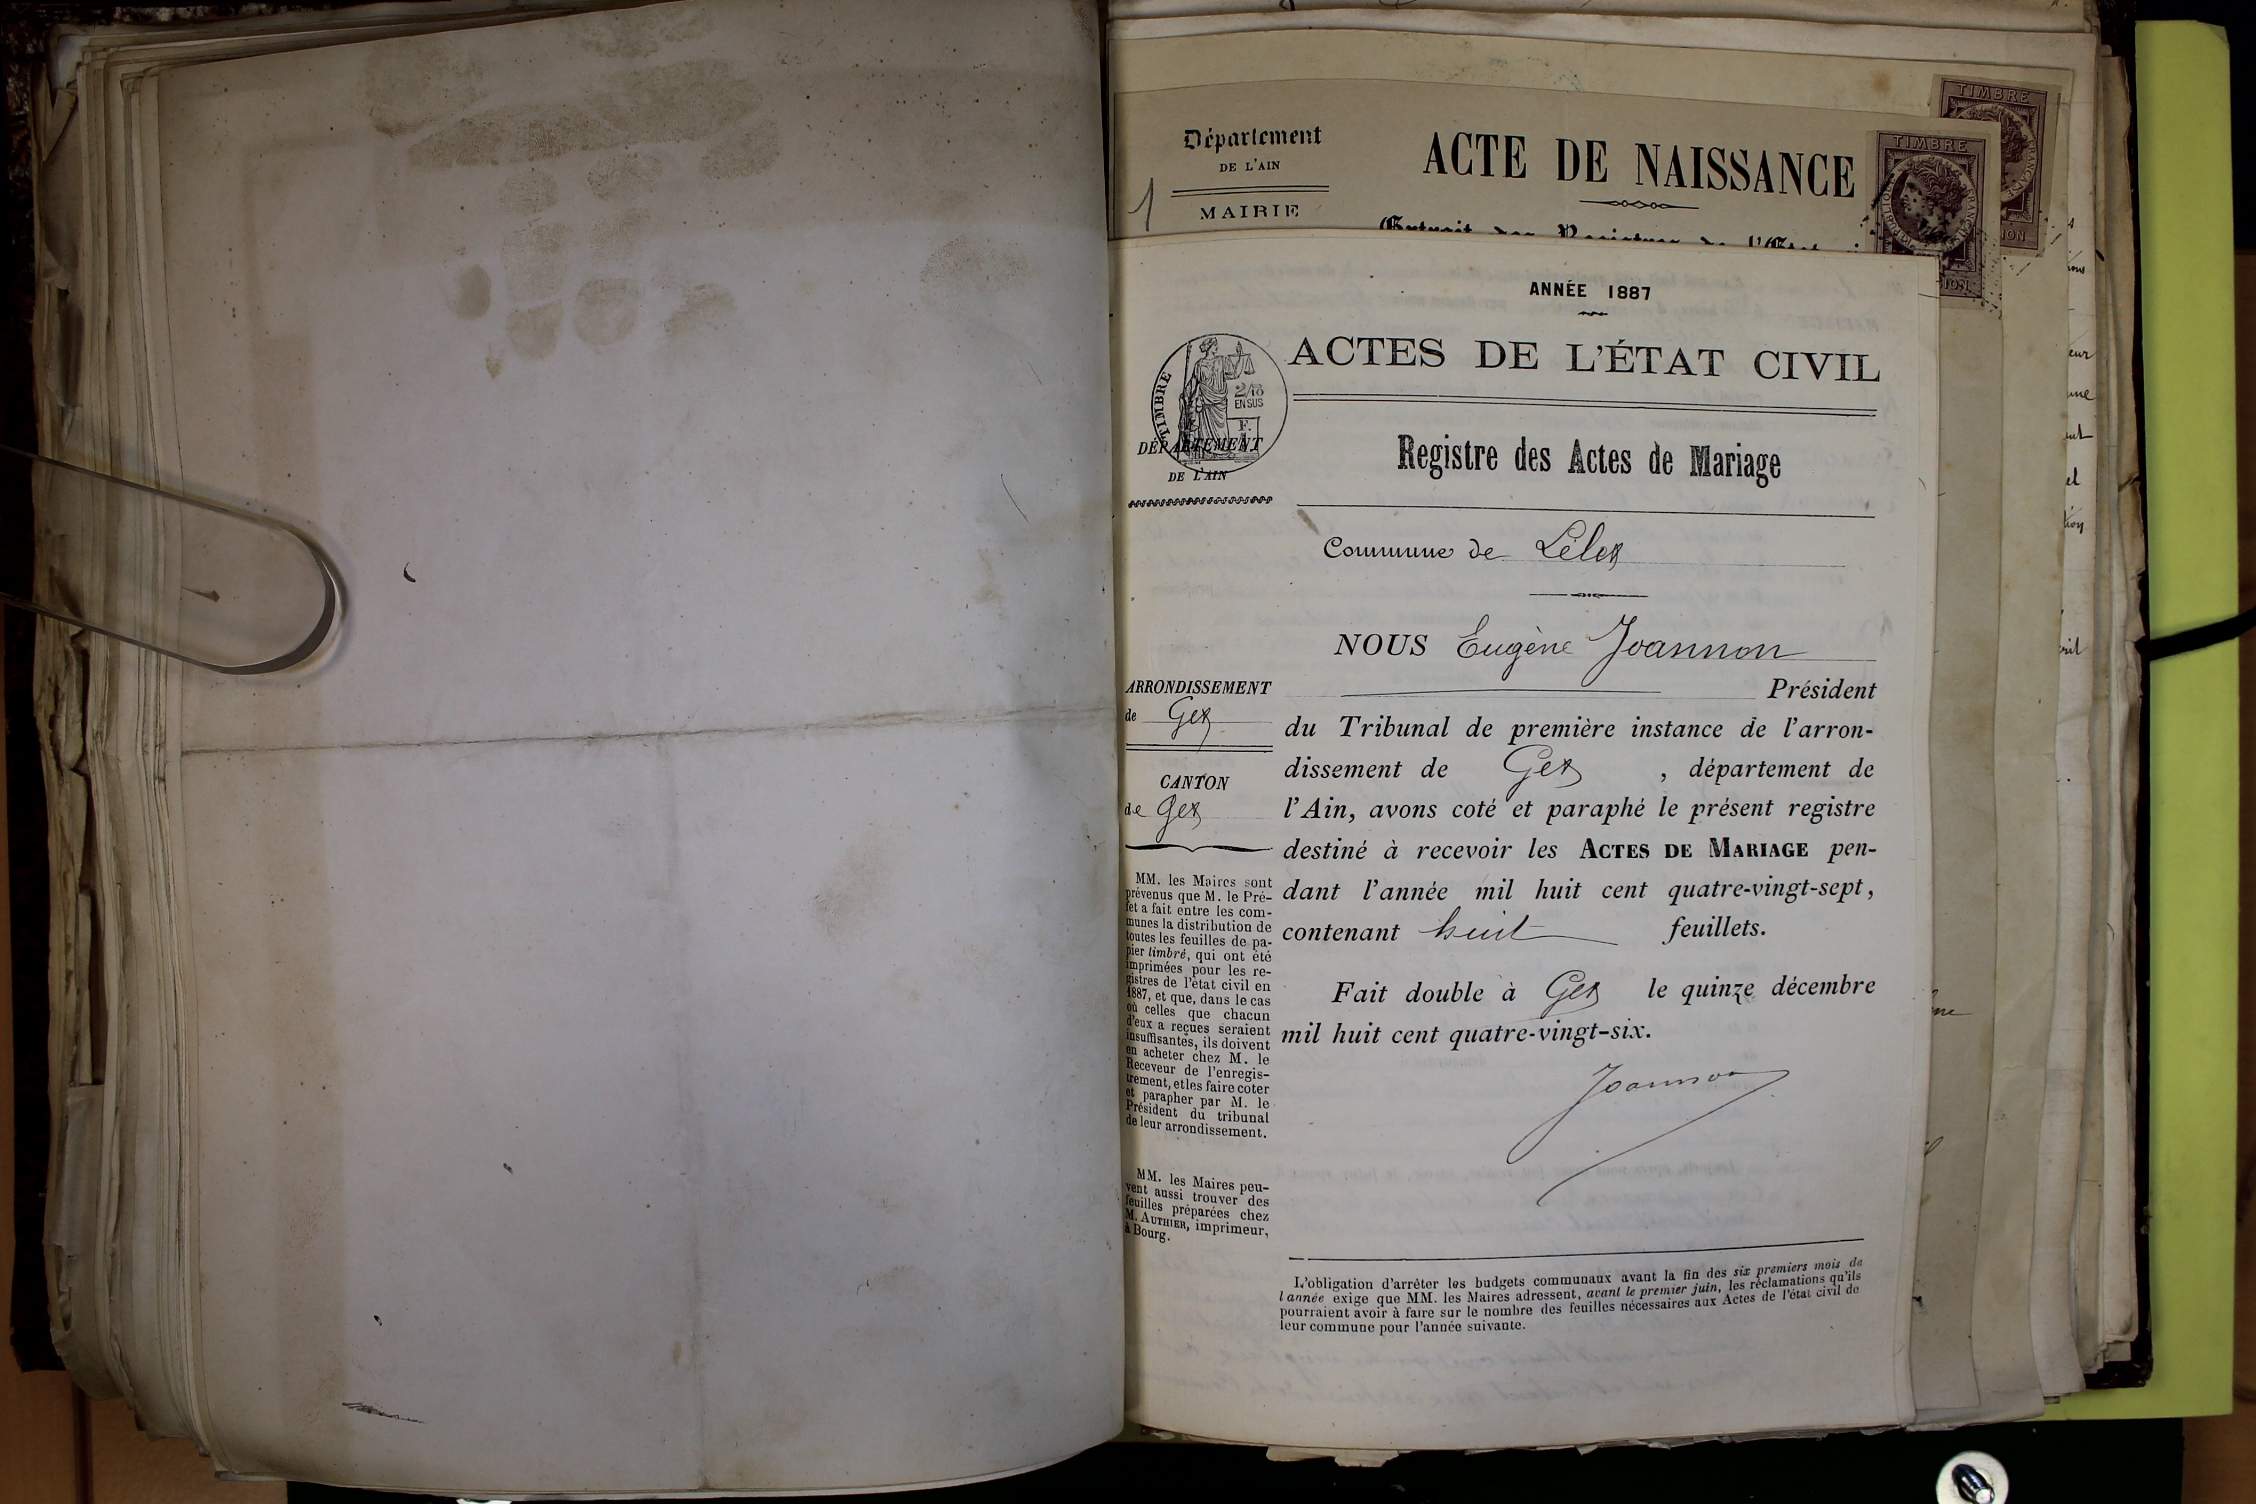 Département
DE L'AIN
MAIRIE
1
ACTE DE NAISSANCE
TIMBRE
TIMBRE
ANNÉE 1887
ACTES DE L'ÉTAT CIVIL
TIMBRE
2/10
EN SUS
F.
DÉPARTEMENT
DE L'AIN
Registre des Actes de Mariage
Commune de Lélex
NOUS Eugène Joannon
Président
du Tribunal de première instance de l'arron-
dissement de Gex, département de
l'Ain, avons coté et paraphé le présent registre
destiné à recevoir les ACTES DE MARIAGE pen-
dant l'année mil huit cent quatre-vingt-sept,
contenant huit feuillets.
Fait double à Gex le quinze décembre
mil huit cent quatre-vingt-six.
Joannon
ARRONDISSEMENT
de Gex
CANTON
de Gex
MM. les Maires sont
prévenus que M. le Pré-
fet a fait entre les com-
munes la distribution de
toutes les feuilles de pa-
pier timbré, qui ont été
imprimées pour les re-
gistres de l'état civil en
1887, et que, dans le cas
où celles que chacun
d'eux a reçues seraient
insuffisantes, ils doivent
en acheter chez M. le
Receveur de l'enregis-
trement, et les faire coter
et parapher par M. le
Président du tribunal
de leur arrondissement.
MM. les Maires peu-
vent aussi trouver des
feuilles préparées chez
M. AUTHIER, imprimeur,
à Bourg.
L'obligation d'arrêter les budgets communaux avant la fin des six premiers mois de
l'année exige que MM. les Maires adressent, avant le premier juin, les réclamations qu'ils
pourraient avoir à faire sur le nombre des feuilles nécessaires aux Actes de l'état civil de
leur commune pour l'année suivante.